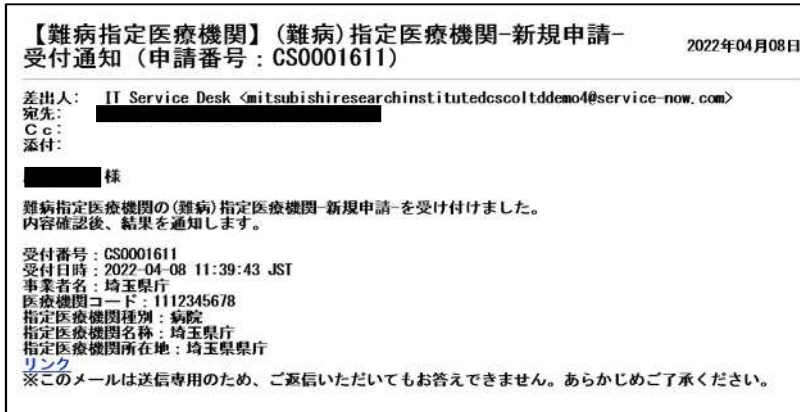 【難病指定医療機関】(難病)指定医療機関-新規申請-
受付通知(申請番号:CS0001611)
2022年04月08日
差出人: IT Service Desk <mitsubishiresearchinstitutedcscoltddemo4@service-now.com>
宛先:
Cc:
添付:
様
難病指定医療機関の(難病)指定医療機関-新規申請-を受け付けました。
内容確認後、結果を通知します。
受付番号:CS0001611
受付日時:2022-04-08 11:39:43 JST
事業者名:埼玉県庁
医療機関コード:1112345678
指定医療機関種別:病院
指定医療機関名称:埼玉県庁
指定医療機関所在地:埼玉県県庁
リンク
※このメールは送信専用のため、ご返信いただいてもお答えできません。あらかじめご了承ください。